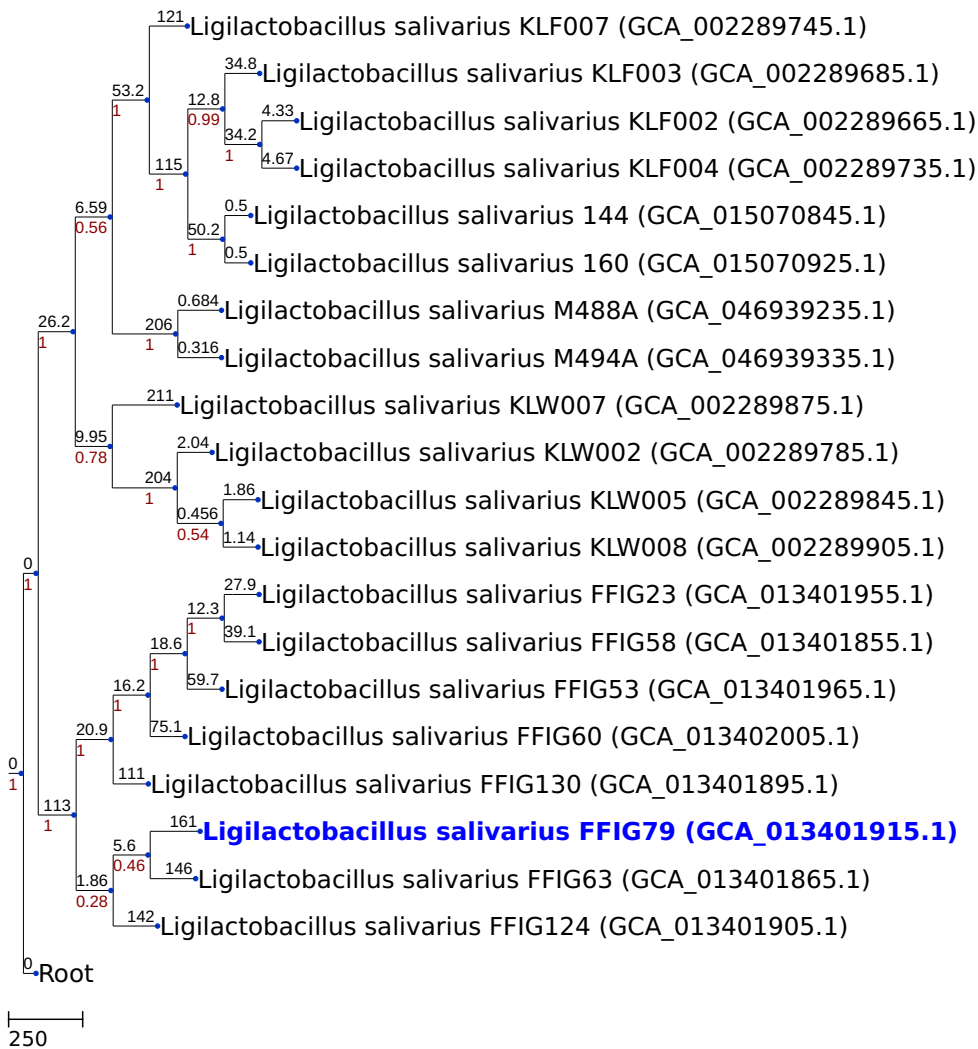 121
Ligilactobacillus salivarius KLF007 (GCA_002289745.1)
34.8
Ligilactobacillus salivarius KLF003 (GCA_002289685.1)
53.2
1
12.8
0.99
4.33
Ligilactobacillus salivarius KLF002 (GCA_002289665.1)
34.2
1
4.67
Ligilactobacillus salivarius KLF004 (GCA_002289735.1)
115
1
6.59
0.56
0.5
Ligilactobacillus salivarius 144 (GCA_015070845.1)
50.2
1
0.5
Ligilactobacillus salivarius 160 (GCA_015070925.1)
0.684
Ligilactobacillus salivarius M488A (GCA_046939235.1)
26.2
1
206
1
0.316
Ligilactobacillus salivarius M494A (GCA_046939335.1)
211
Ligilactobacillus salivarius KLW007 (GCA_002289875.1)
9.95
0.78
2.04
Ligilactobacillus salivarius KLW002 (GCA_002289785.1)
204
1
1.86
Ligilactobacillus salivarius KLW005 (GCA_002289845.1)
0.456
0.54
1.14
Ligilactobacillus salivarius KLW008 (GCA_002289905.1)
0
1
27.9
Ligilactobacillus salivarius FFIG23 (GCA_013401955.1)
12.3
1
39.1
Ligilactobacillus salivarius FFIG58 (GCA_013401855.1)
18.6
1
59.7
Ligilactobacillus salivarius FFIG53 (GCA_013401965.1)
16.2
1
75.1
Ligilactobacillus salivarius FFIG60 (GCA_013402005.1)
20.9
1
0
1
111
Ligilactobacillus salivarius FFIG130 (GCA_013401895.1)
113
1
161
Ligilactobacillus salivarius FFIG79 (GCA_013401915.1)
5.6
0.46
146
Ligilactobacillus salivarius FFIG63 (GCA_013401865.1)
1.86
0.28
142
Ligilactobacillus salivarius FFIG124 (GCA_013401905.1)
0
Root
250